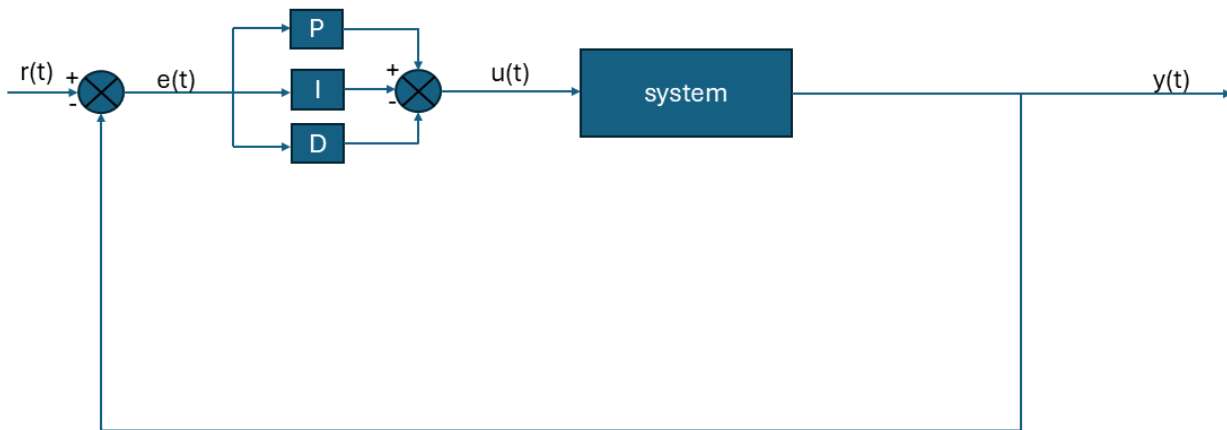 P
r(t)
+
-
e(t)
I
+
-
u(t)
system
y(t)
D